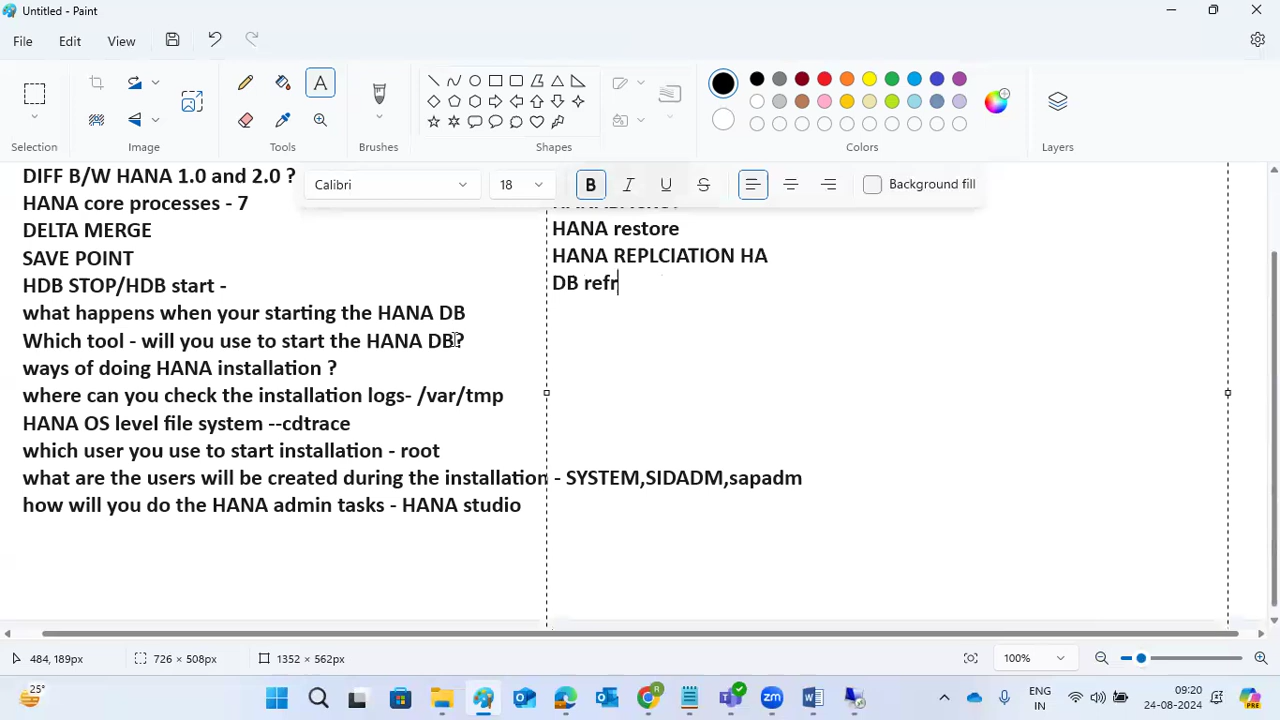 Untitled - Paint
File Edit View
Selection
Image
Tools
Brushes
Shapes
Colors
Layers
Calibri
18
B
Background fill
DIFF B/W HANA 1.0 and 2.0 ?
HANA core processes - 7
DELTA MERGE
SAVE POINT
HDB STOP/HDB start -
what happens when your starting the HANA DB
Which tool - will you use to start the HANA DB?
ways of doing HANA installation ?
where can you check the installation logs- /var/tmp
HANA OS level file system --cdtrace
which user you use to start installation - root
what are the users will be created during the installation - SYSTEM,SIDADM,sapadm
how will you do the HANA admin tasks - HANA studio
HANA restore
HANA REPLCIATION HA
DB refr
484, 189px
726 × 508px
1352 × 562px
100%
25°
ENG
IN
09:20
24-08-2024